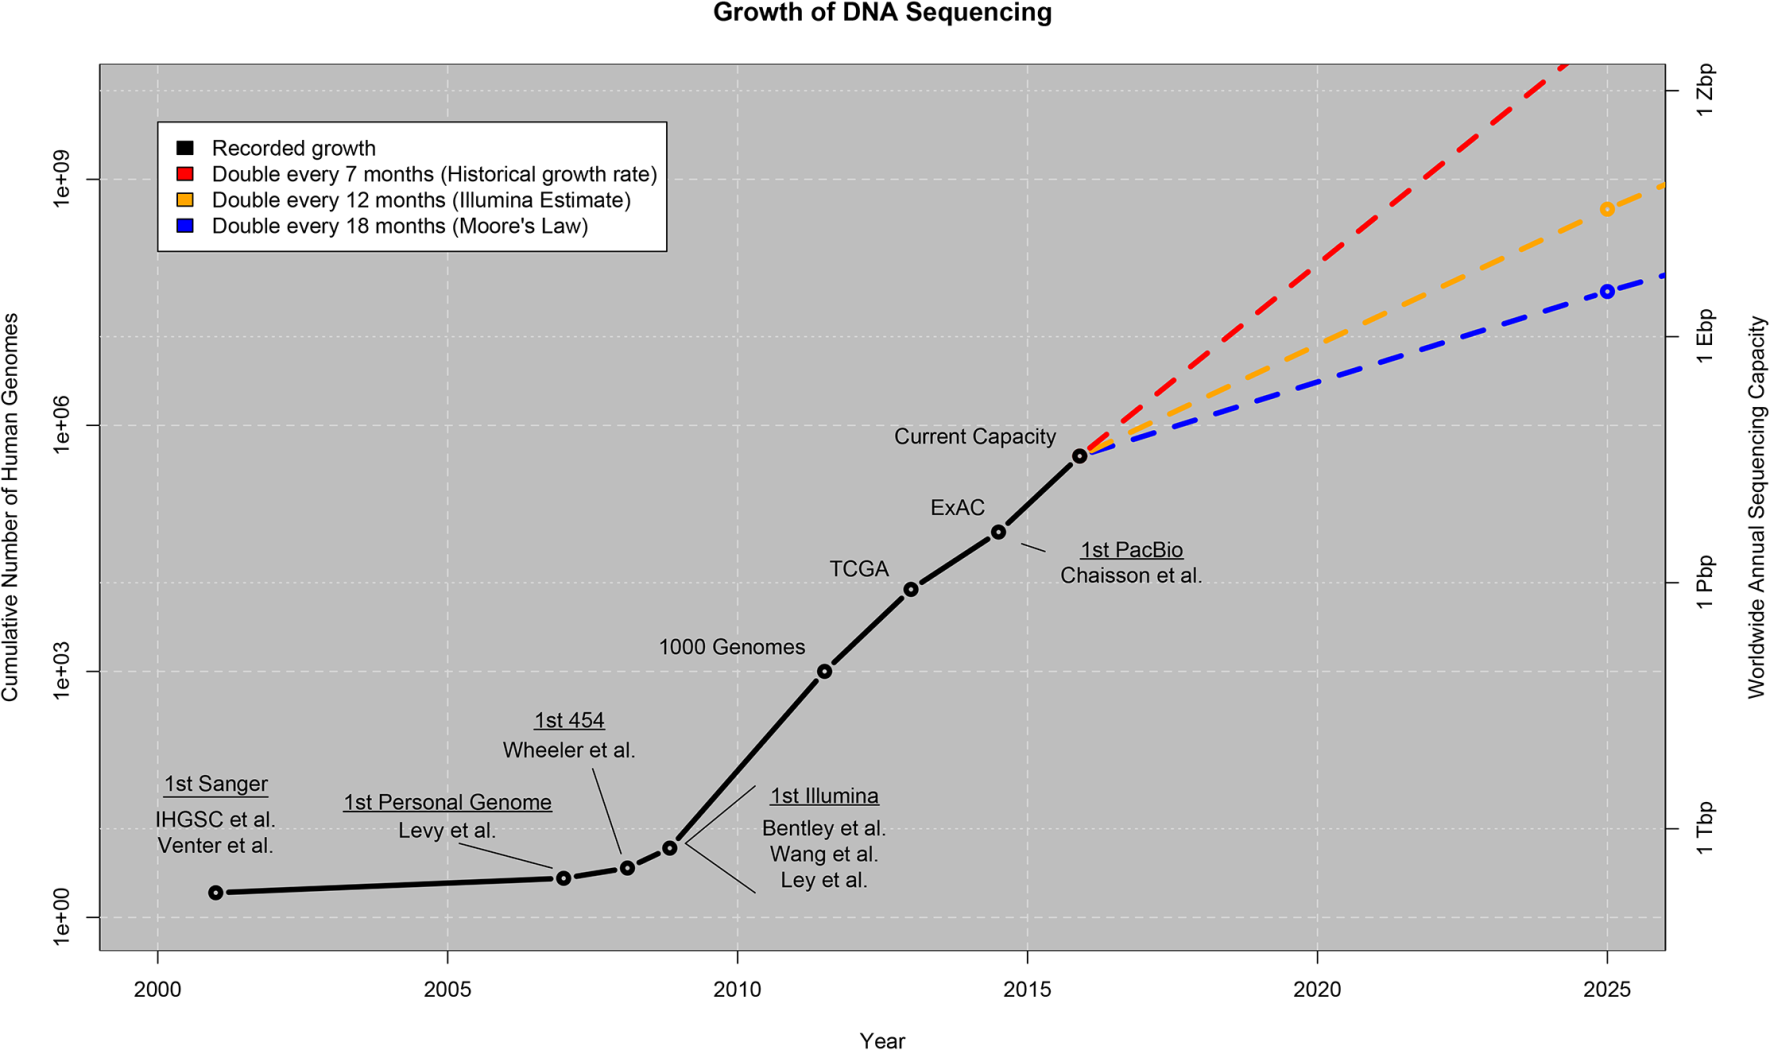 Growth of DNA Sequencing
Recorded growth
Double every 7 months (Historical growth rate)
Double every 12 months (Illumina Estimate)
Double every 18 months (Moore's Law)
Cumulative Number of Human Genomes
1e+09
1e+06
1e+03
1e+00
1 Zbp
1 Ebp
1 Pbp
1 Tbp
Worldwide Annual Sequencing Capacity
Current Capacity
ExAC
1st PacBio
Chaisson et al.
TCGA
1000 Genomes
1st 454
Wheeler et al.
1st Sanger
IHGSC et al.
Venter et al.
1st Personal Genome
Levy et al.
1st Illumina
Bentley et al.
Wang et al.
Ley et al.
2000
2005
2010
2015
2020
2025
Year